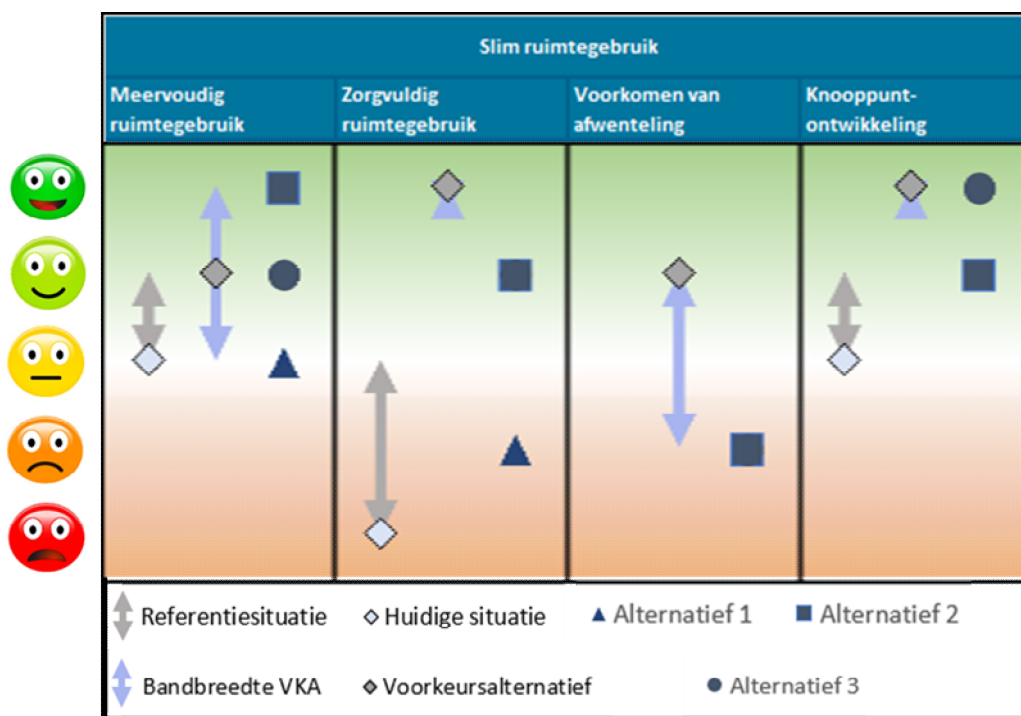 Slim ruimtegebruik
Meervoudig
ruimtegebruik
Zorgvuldig
ruimtegebruik
Voorkomen van
afwenteling
Knooppunt-
ontwikkeling
Referentiesituatie
Huidige situatie
Alternatief 1
Alternatief 2
Bandbreedte VKA
Voorkeursalternatief
Alternatief 3